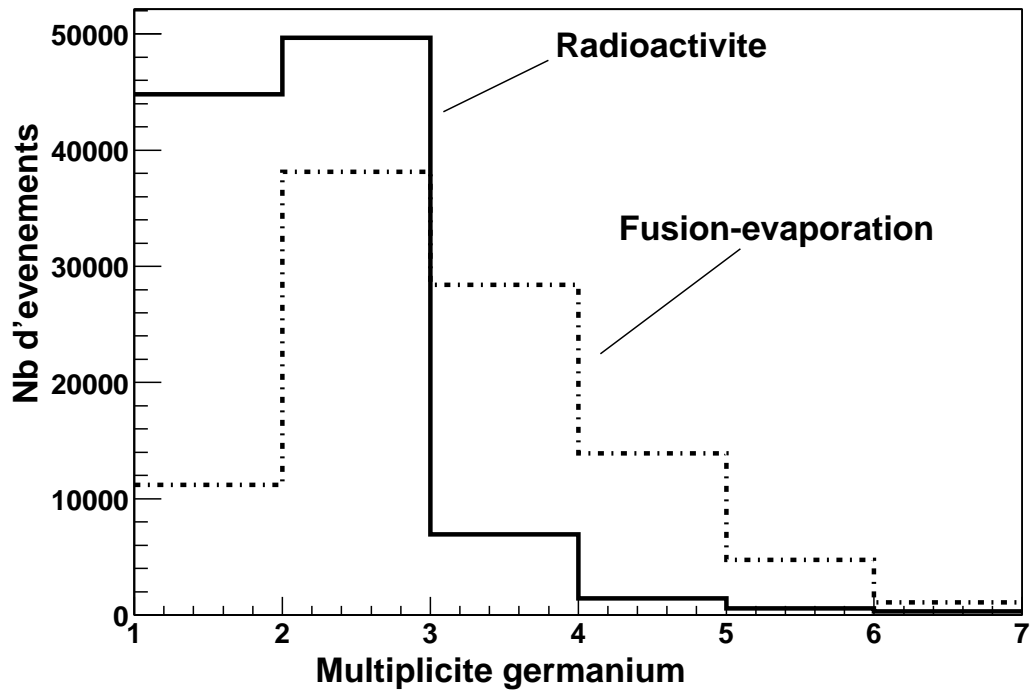 50000
40000
30000
20000
10000
0
Nb d'evenements
Radioactivite
Fusion-evaporation
1 2 3 4 5 6 7
Multiplicite germanium